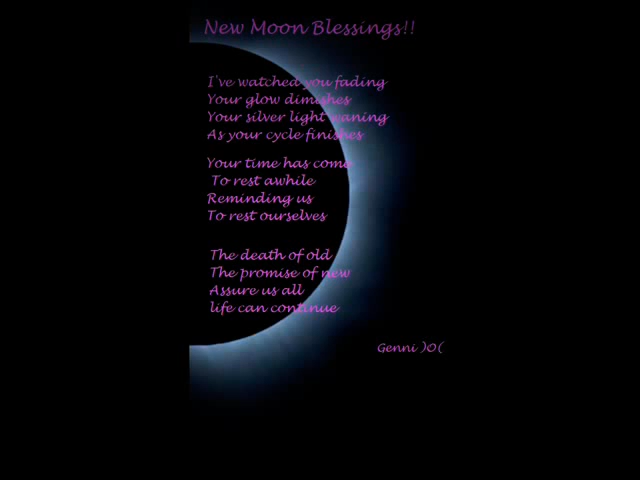 New Moon Blessings!!
I've watched you fading
Your glow dimishes
Your silver light waning
As your cycle finishes
Your time has come
To rest awhile
Reminding us
To rest ourselves
The death of old
The promise of new
Assure us all
life can continue
Genni )O(